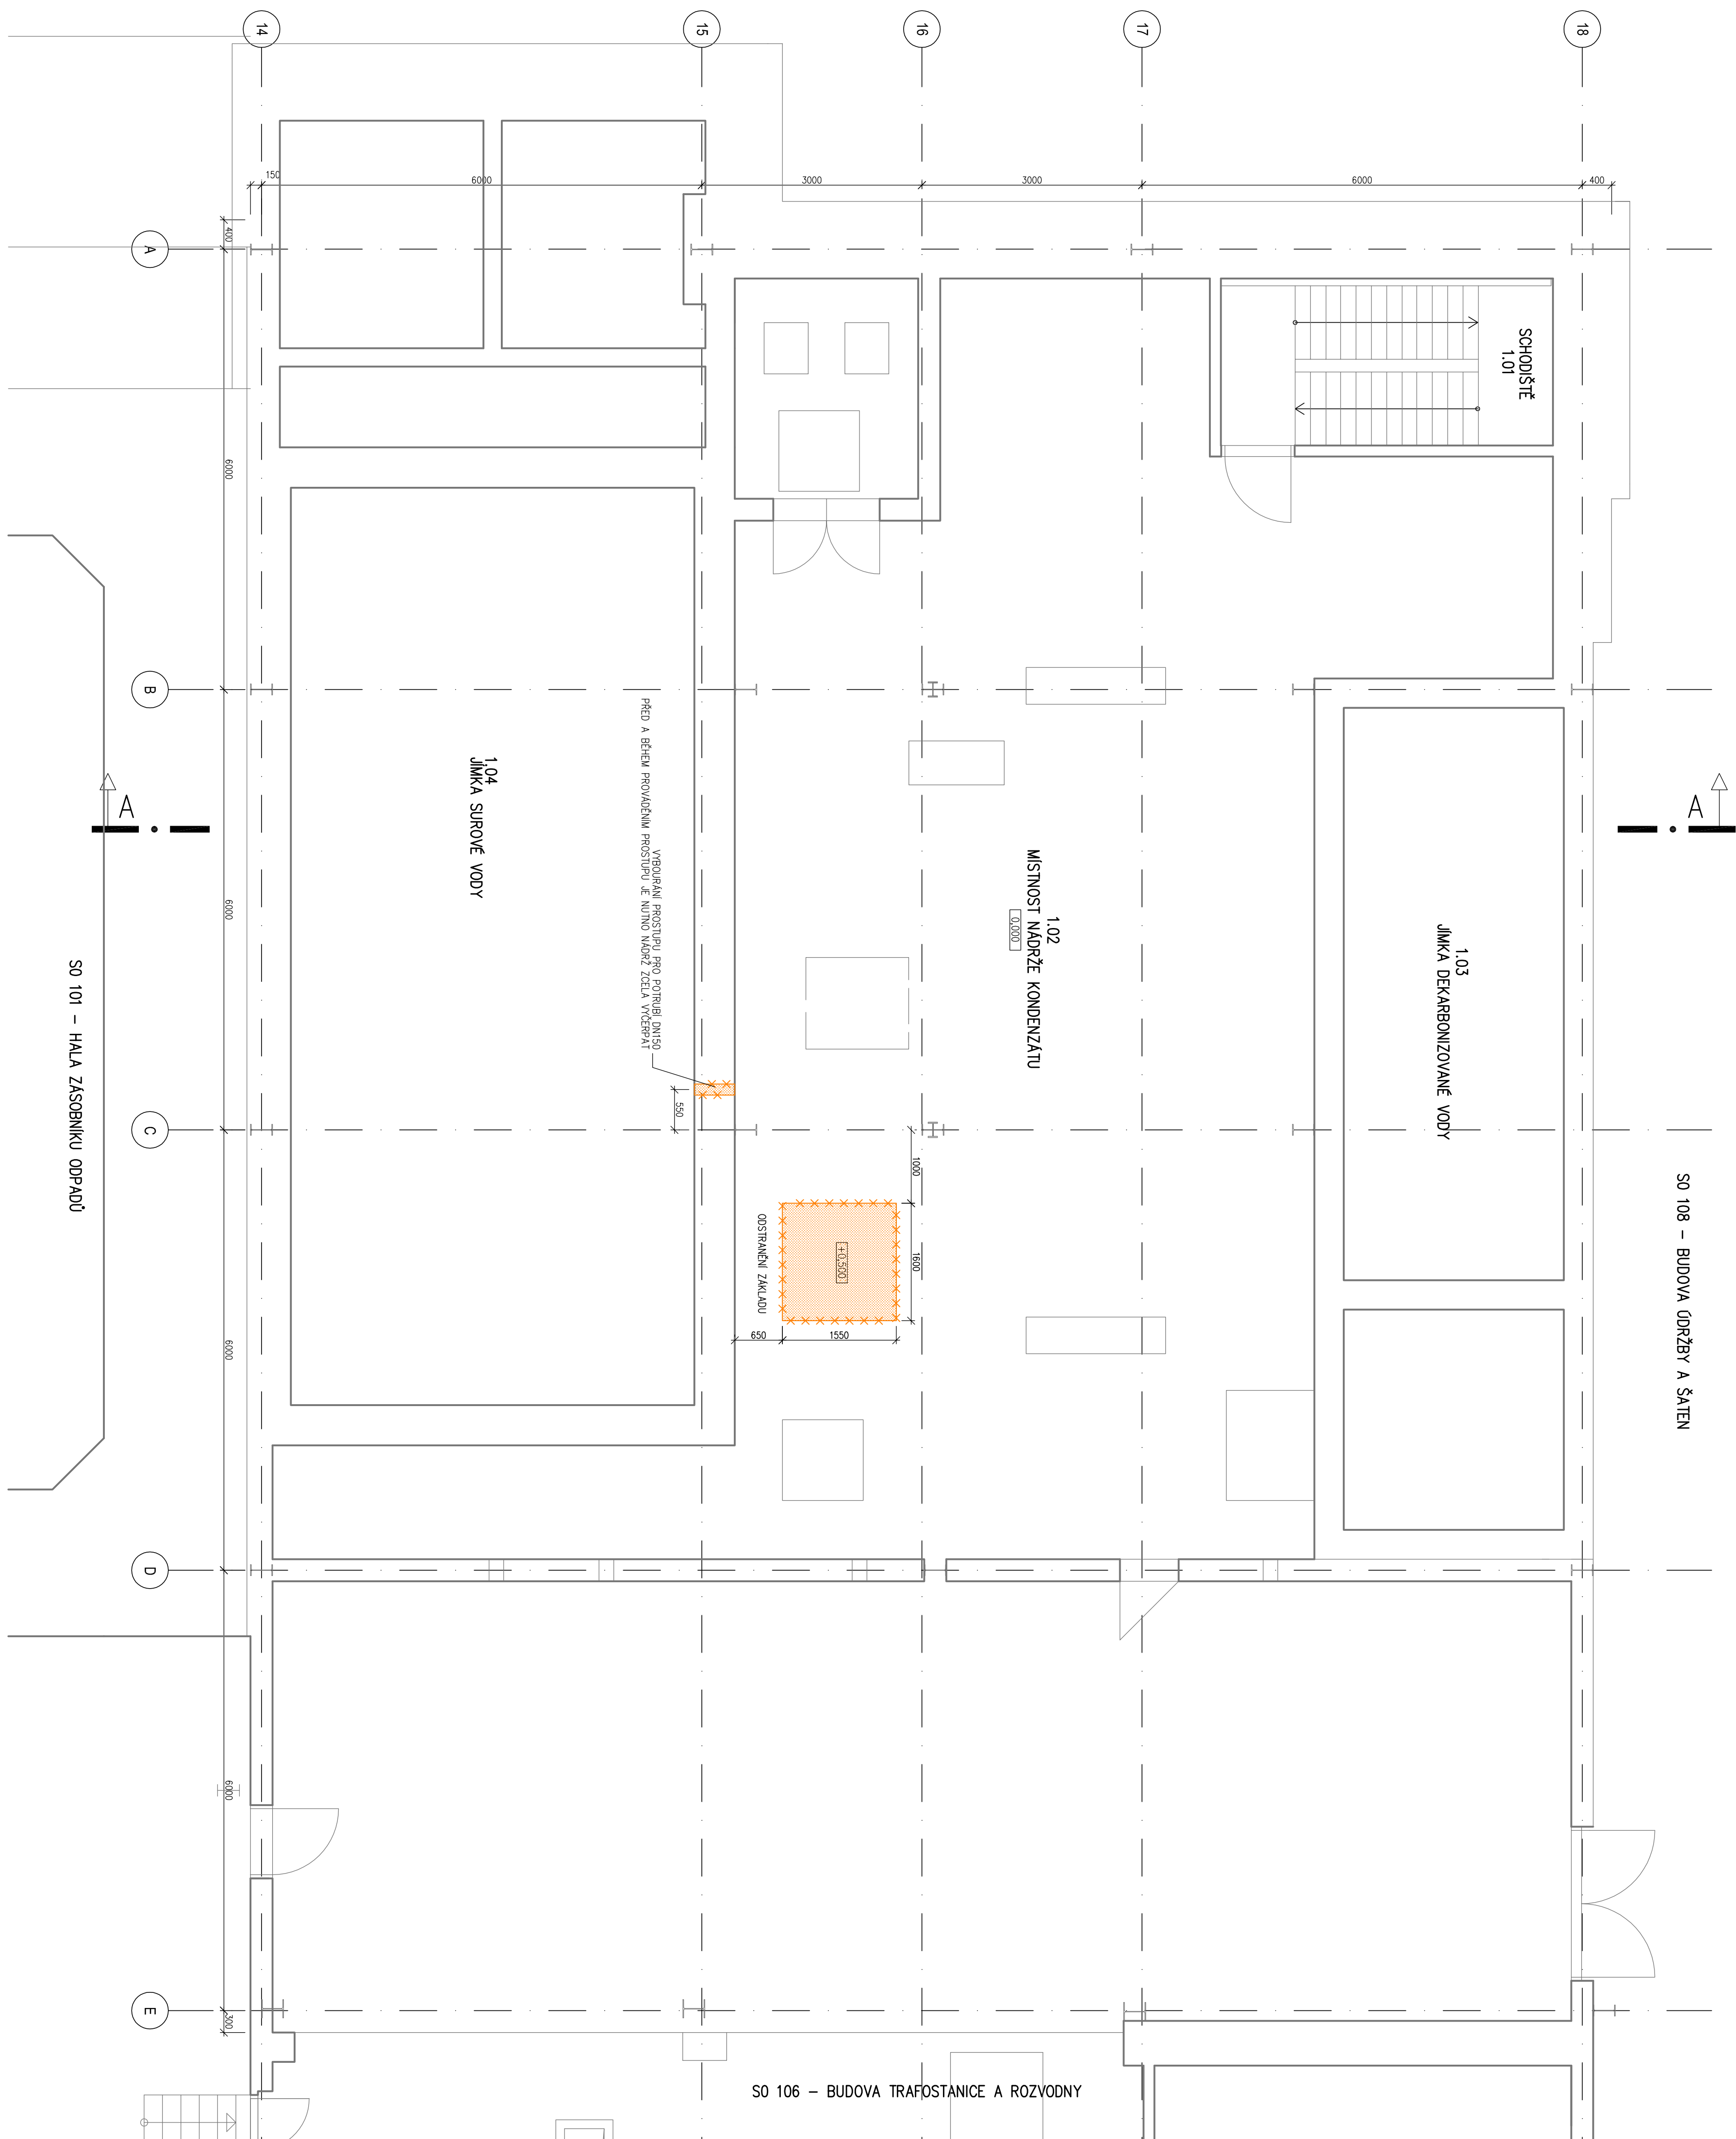 14
15
16
17
18
150
6000
3000
3000
6000
400
A
400
SCHODIŠTĚ
1.01
6000
B
PŘED A BĚHEM PROVÁDĚNÍM PROSTUPU JE NUTNO NÁDRŽ ZCELA VYČERPAT
VYBOURÁNÍ PROSTUPU PRO POTRUBÍ DN150
1,04
JÍMKA SUROVÉ VODY
A
A
1.02
MÍSTNOST NÁDRŽE KONDENZÁTU
0,000
1.03
JÍMKA DEKARBONIZOVANÉ VODY
6000
SO 101 – HALA ZÁSOBNÍKU ODPADŮ
SO 108 – BUDOVA ÚDRŽBY A ŠATEN
550
C
1000
1600
+0,500
ODSTRANĚNÍ ZÁKLADU
650
1550
6000
D
6000
E
300
SO 106 – BUDOVA TRAFOSTANICE A ROZVODNY